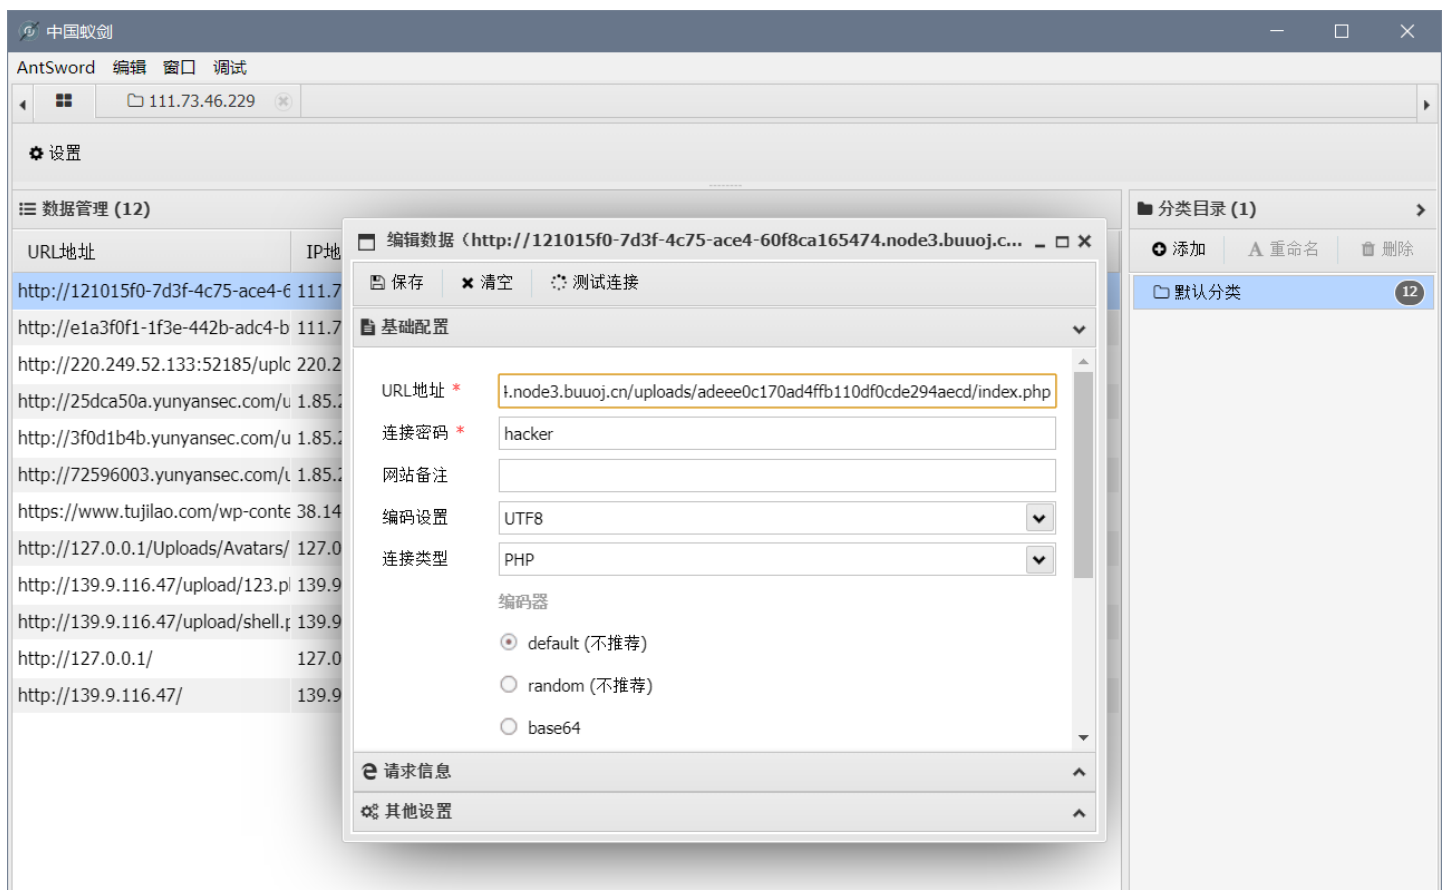 中国蚁剑
AntSword 编辑 窗口 调试
111.73.46.229
设置
数据管理 (12)
URL地址 IP地
http://121015f0-7d3f-4c75-ace4-6 111.7
http://e1a3f0f1-1f3e-442b-adc4-b 111.7
http://220.249.52.133:52185/uplo 220.2
http://25dca50a.yunyansec.com/u 1.85.2
http://3f0d1b4b.yunyansec.com/u 1.85.2
http://72596003.yunyansec.com/u 1.85.2
https://www.tujilao.com/wp-conte 38.14
http://127.0.0.1/Uploads/Avatars/ 127.0
http://139.9.116.47/upload/123.p 139.9
http://139.9.116.47/upload/shell.p 139.9
http://127.0.0.1/ 127.0
http://139.9.116.47/ 139.9
编辑数据 (http://121015f0-7d3f-4c75-ace4-60f8ca165474.node3.buuoj.c...
保存 清空 测试连接
基础配置
URL地址 * .node3.buuoj.cn/uploads/adeee0c170ad4ffb110df0cde294aecd/index.php
连接密码 * hacker
网站备注
编码设置 UTF8
连接类型 PHP
编码器
default (不推荐)
random (不推荐)
base64
请求信息
其他设置
分类目录 (1)
添加 重命名 删除
默认分类 12